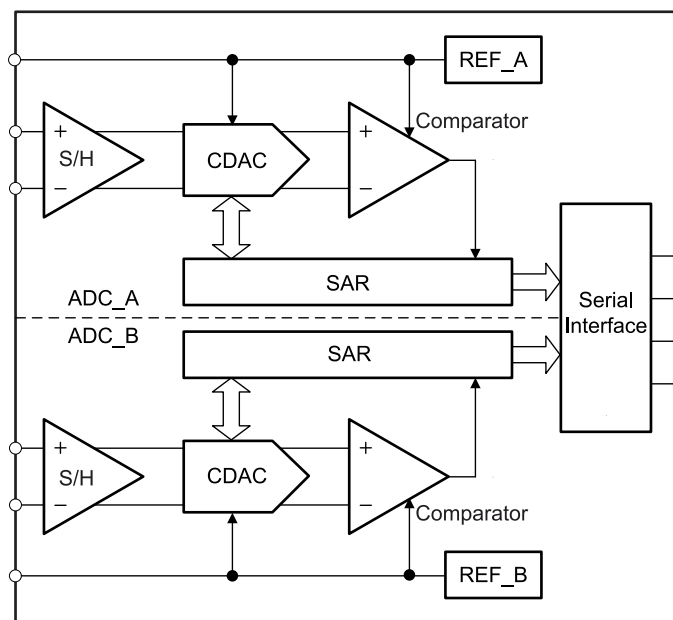 REF_A
Comparator
+
S/H
−
CDAC
+
−
SAR
ADC_A
Serial
Interface
ADC_B
SAR
+
S/H
−
CDAC
+
−
Comparator
REF_B